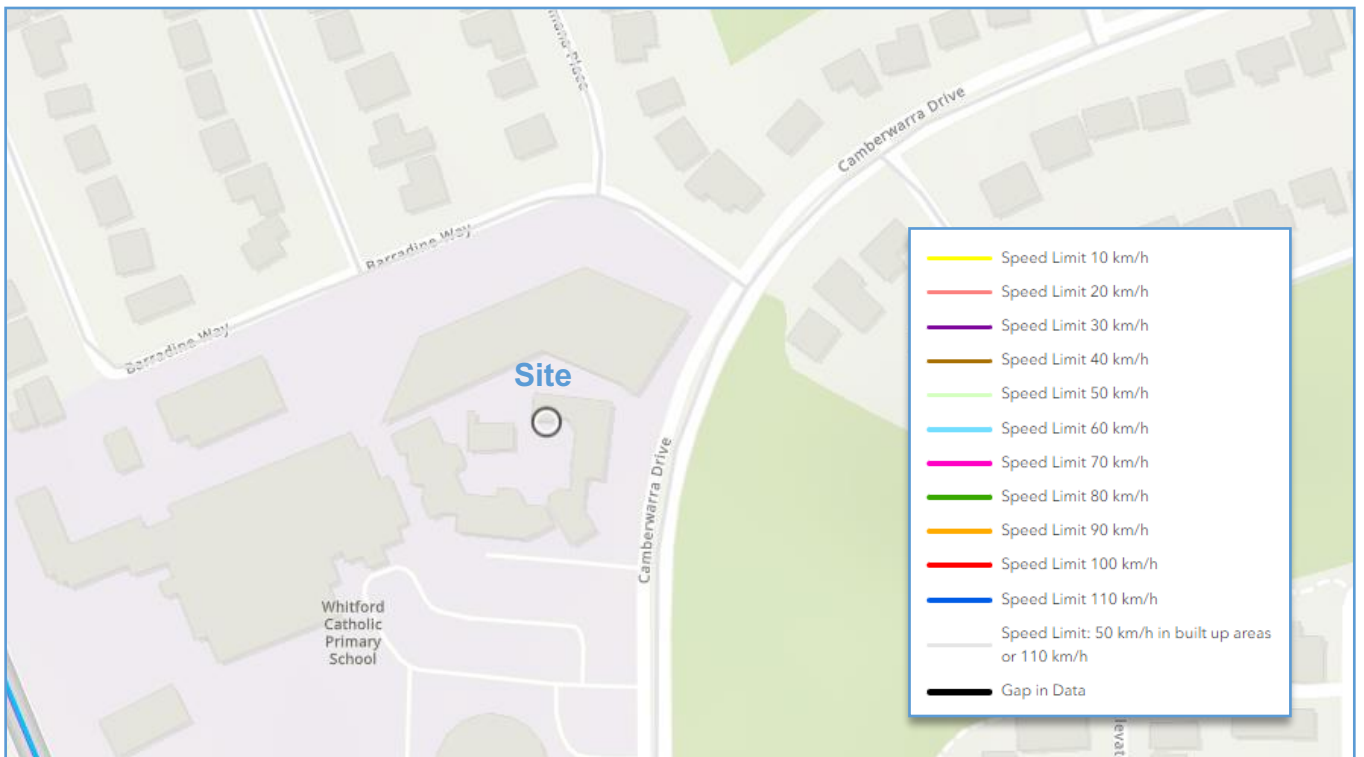 Place
Camberwarra Drive
Barradine Way
Barradine Way
Site
Camberwarra Drive
Whitford
Catholic
Primary
School
Speed Limit 10 km/h
Speed Limit 20 km/h
Speed Limit 30 km/h
Speed Limit 40 km/h
Speed Limit 50 km/h
Speed Limit 60 km/h
Speed Limit 70 km/h
Speed Limit 80 km/h
Speed Limit 90 km/h
Speed Limit 100 km/h
Speed Limit 110 km/h
Speed Limit: 50 km/h in built up areas
or 110 km/h
Gap in Data
levat